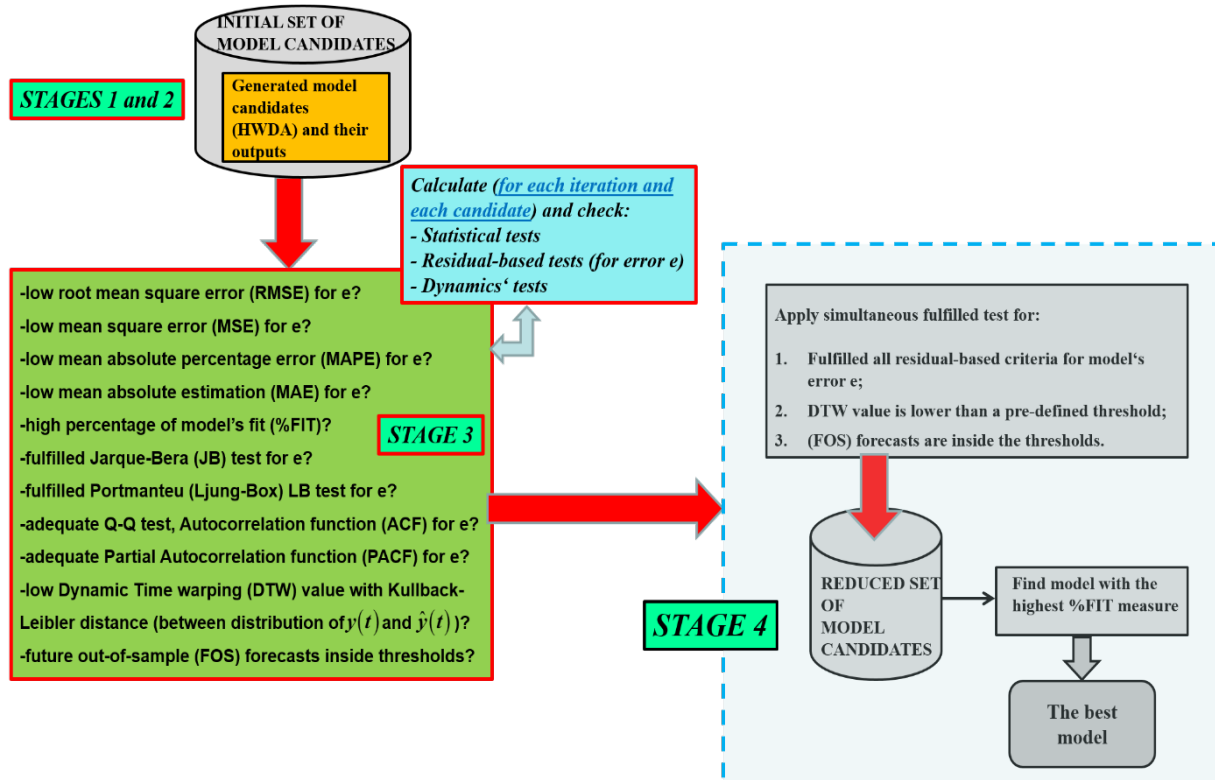 INITIAL SET OF
MODEL CANDIDATES
Generated model
candidates
(HWDA) and their
outputs
STAGES 1 and 2
Calculate (for each iteration and
each candidate) and check:
- Statistical tests
- Residual-based tests (for error e)
- Dynamics‘ tests
-low root mean square error (RMSE) for e?
-low mean square error (MSE) for e?
-low mean absolute percentage error (MAPE) for e?
-low mean absolute estimation (MAE) for e?
-high percentage of model’s fit (%FIT)?
-fulfilled Jarque-Bera (JB) test for e?
-fulfilled Portmanteu (Ljung-Box) LB test for e?
-adequate Q-Q test, Autocorrelation function (ACF) for e?
-adequate Partial Autocorrelation function (PACF) for e?
-low Dynamic Time warping (DTW) value with Kullback-
Leibler distance (between distribution of y(t) and ŷ(t) )?
-future out-of-sample (FOS) forecasts inside thresholds?
STAGE 3
Apply simultaneous fulfilled test for:
1. Fulfilled all residual-based criteria for model‘s
error e;
2. DTW value is lower than a pre-defined threshold;
3. (FOS) forecasts are inside the thresholds.
STAGE 4
REDUCED SET
OF
MODEL
CANDIDATES
Find model with the
highest %FIT measure
The best
model